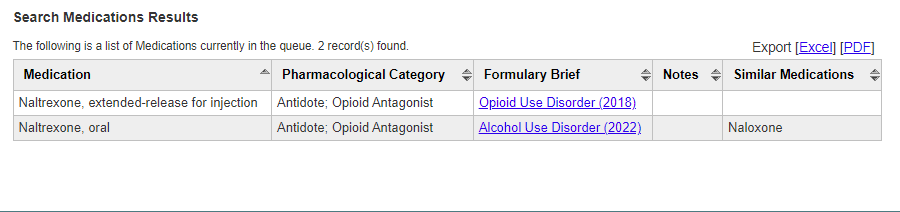 Search Medications Results
The following is a list of Medications currently in the queue. 2 record(s) found.
Export [Excel] [PDF]
Medication Pharmacological Category Formulary Brief Notes Similar Medications
Naltrexone, extended-release for injection Antidote; Opioid Antagonist Opioid Use Disorder (2018)
Naltrexone, oral Antidote; Opioid Antagonist Alcohol Use Disorder (2022) Naloxone